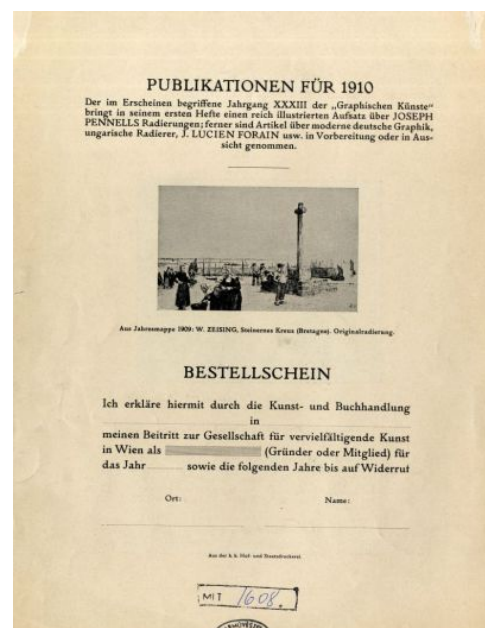 PUBLIKATIONEN FÜR 1910
Der im Erscheinen begriffene Jahrgang XXXIII der „Graphischen Künste“
bringt in seinem ersten Hefte einen reich illustrierten Aufsatz über JOSEPH
PENNELLS Radierungen; ferner sind Artikel über moderne deutsche Graphik,
ungarische Radierer, J. LUCIEN FORAIN usw. in Vorbereitung oder in Aus-
sicht genommen.
Aus Jahresmappe 1909: W. ZEISING, Steinernes Kreuz (Bretagne). Originalradierung.
BESTELLSCHEIN
Ich erkläre hiermit durch die Kunst- und Buchhandlung
in
meinen Beitritt zur Gesellschaft für vervielfältigende Kunst
in Wien als (Gründer oder Mitglied) für
das Jahr sowie die folgenden Jahre bis auf Widerruf
Ort: Name:
Aus der k. k. Hof- und Staatsdruckerei.
MIT 1608.